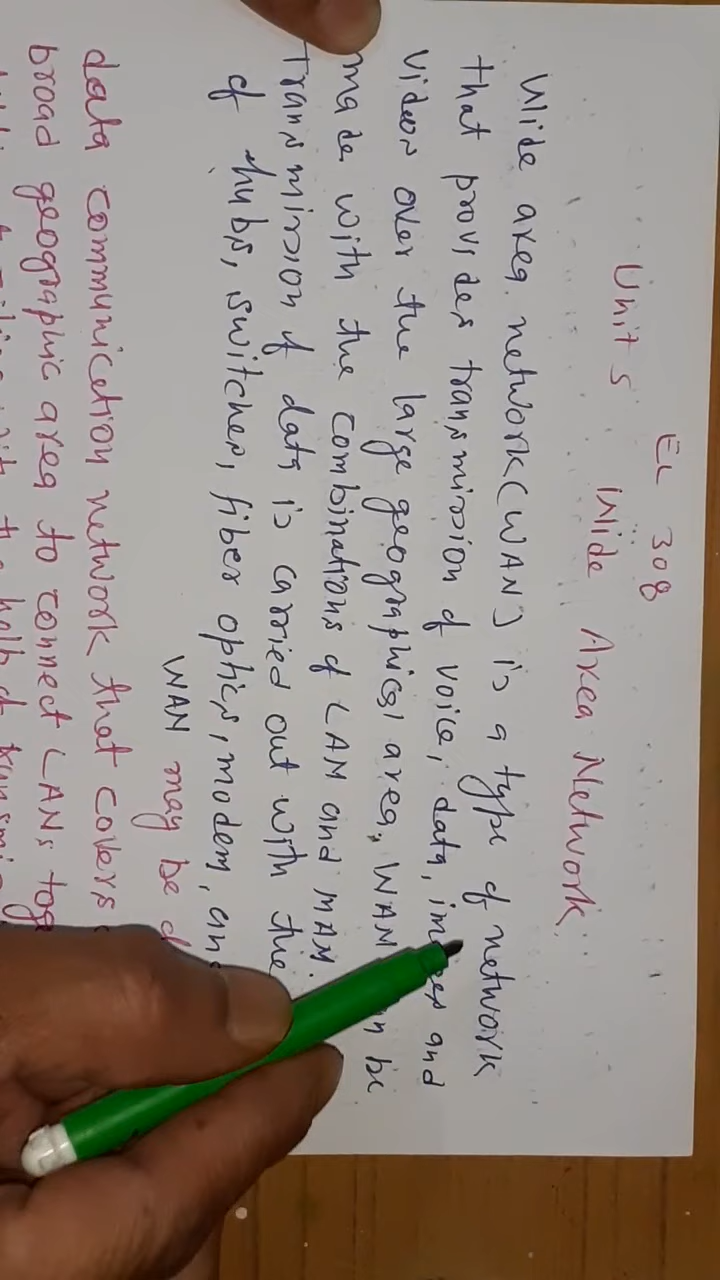 EL 308
Unit 5 Wide Area Network.
Wide area network (WAN) is a type of network
that provides transmission of voice, data, images and
videos over the large geographical area, WAN be
made with the combinations of LAN and MAN.
transmission of data is carried out with the
of hubs, switches, fiber optics, modem, an
WAN may be
data communication network that covers
broad geographic area to connect LANs tog